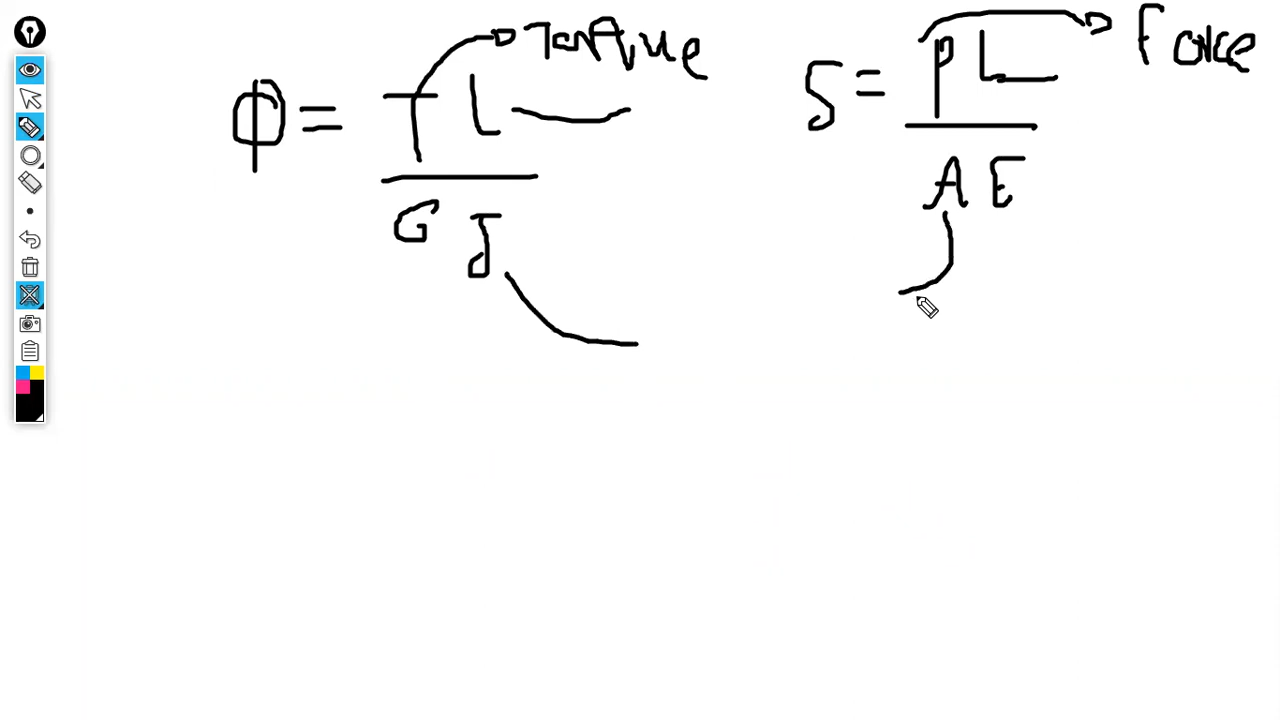 ϕ = TL / GJ → Torque
δ = PL / AE → Force